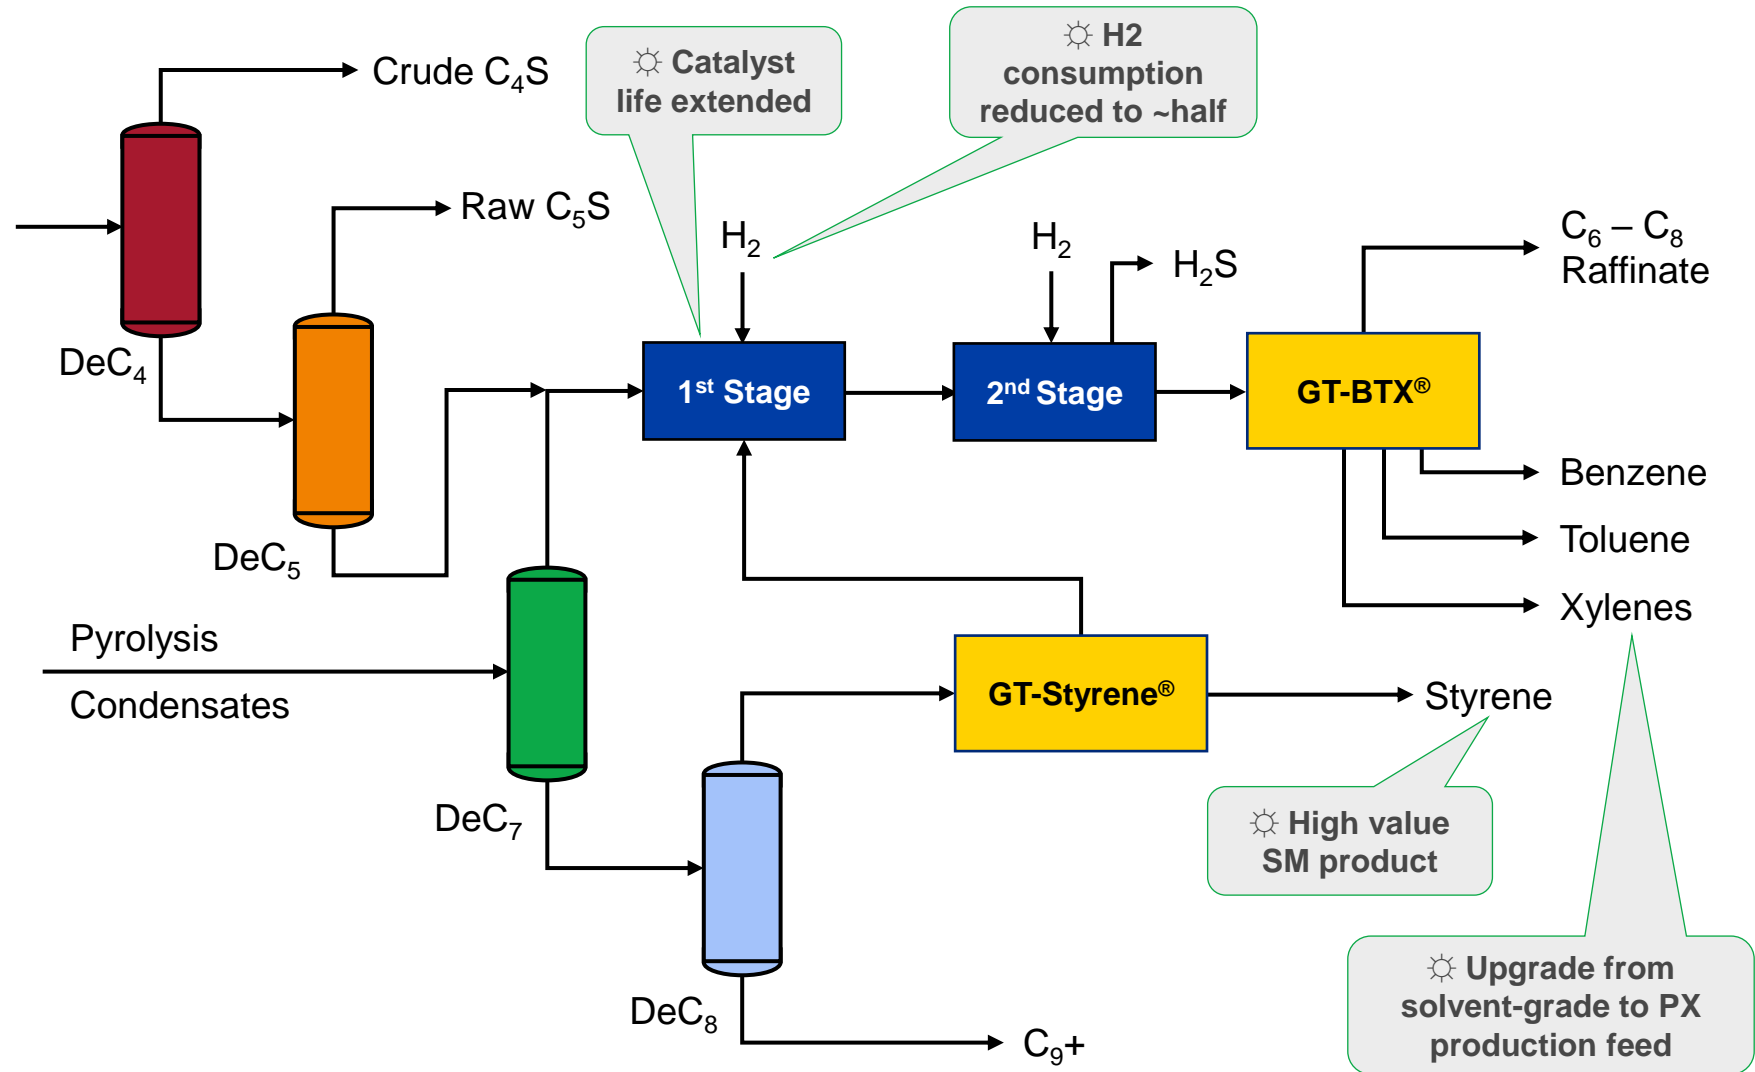 ☼ Catalyst
life extended
☼ H2
consumption
reduced to ~half
Crude C₄S
Raw C₅S
H₂
H₂
H₂S
C₆ – C₈
Raffinate
DeC₄
1st Stage
2nd Stage
GT-BTX®
Benzene
DeC₅
Toluene
Xylenes
Pyrolysis
Condensates
GT-Styrene®
Styrene
DeC₇
☼ High value
SM product
DeC₈
C₉+
☼ Upgrade from
solvent-grade to PX
production feed